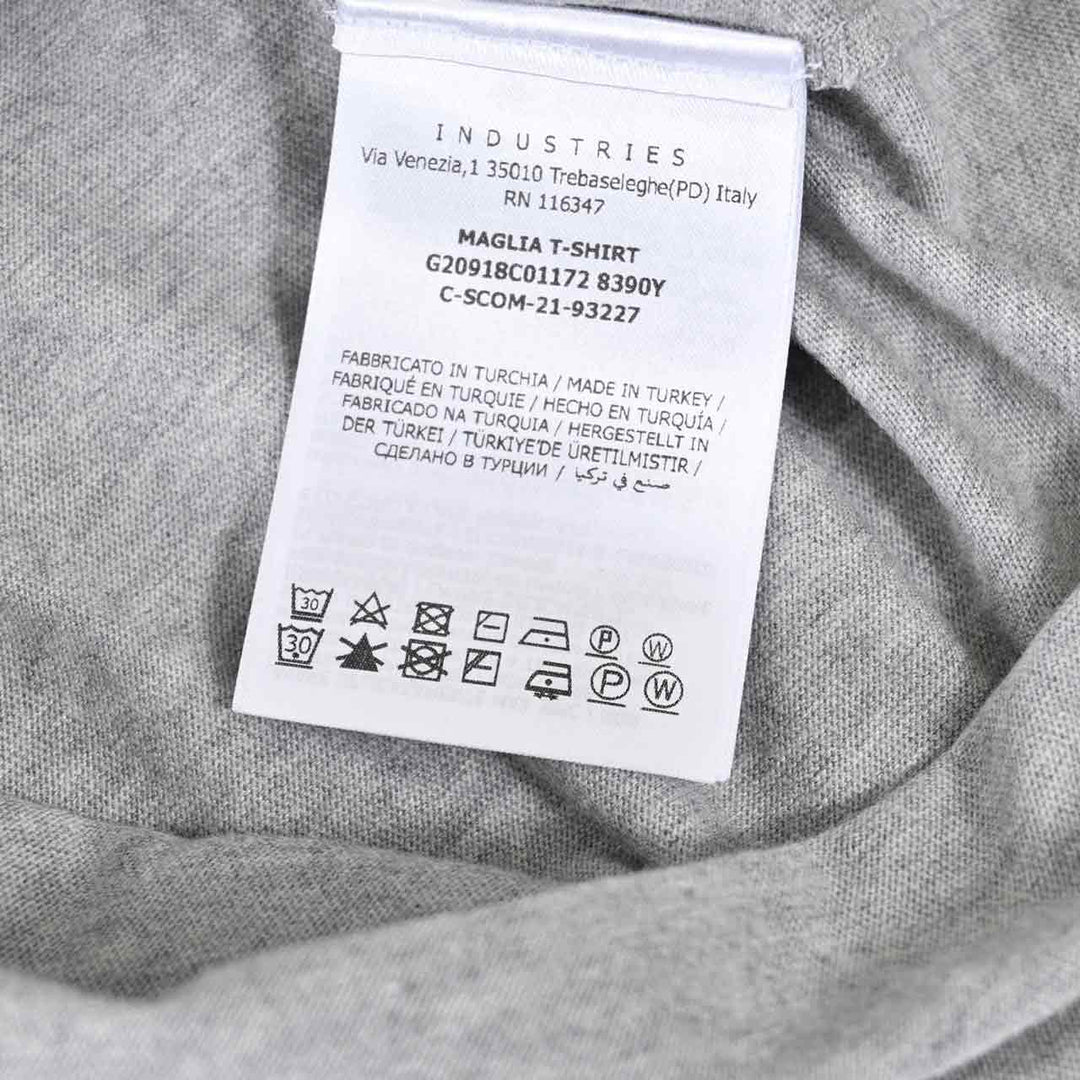 INDUSTRIES
Via Venezia,1 35010 Trebaseleghe(PD) Italy
RN 116347
MAGLIA T-SHIRT
G20918C01172 8390Y
C-SCOM-21-93227
FABBRICATO IN TURCHIA / MADE IN TURKEY /
FABRIQUÉ EN TURQUIE / HECHO EN TURQUÍA /
FABRICADO NA TURQUIA / HERGESTELLT IN
DER TÜRKEI / TÜRKIYE'DE ÜRETILMISTIR /
СДЕЛАНО В ТУРЦИИ / صنع في تركيا
30 P W
30 P W